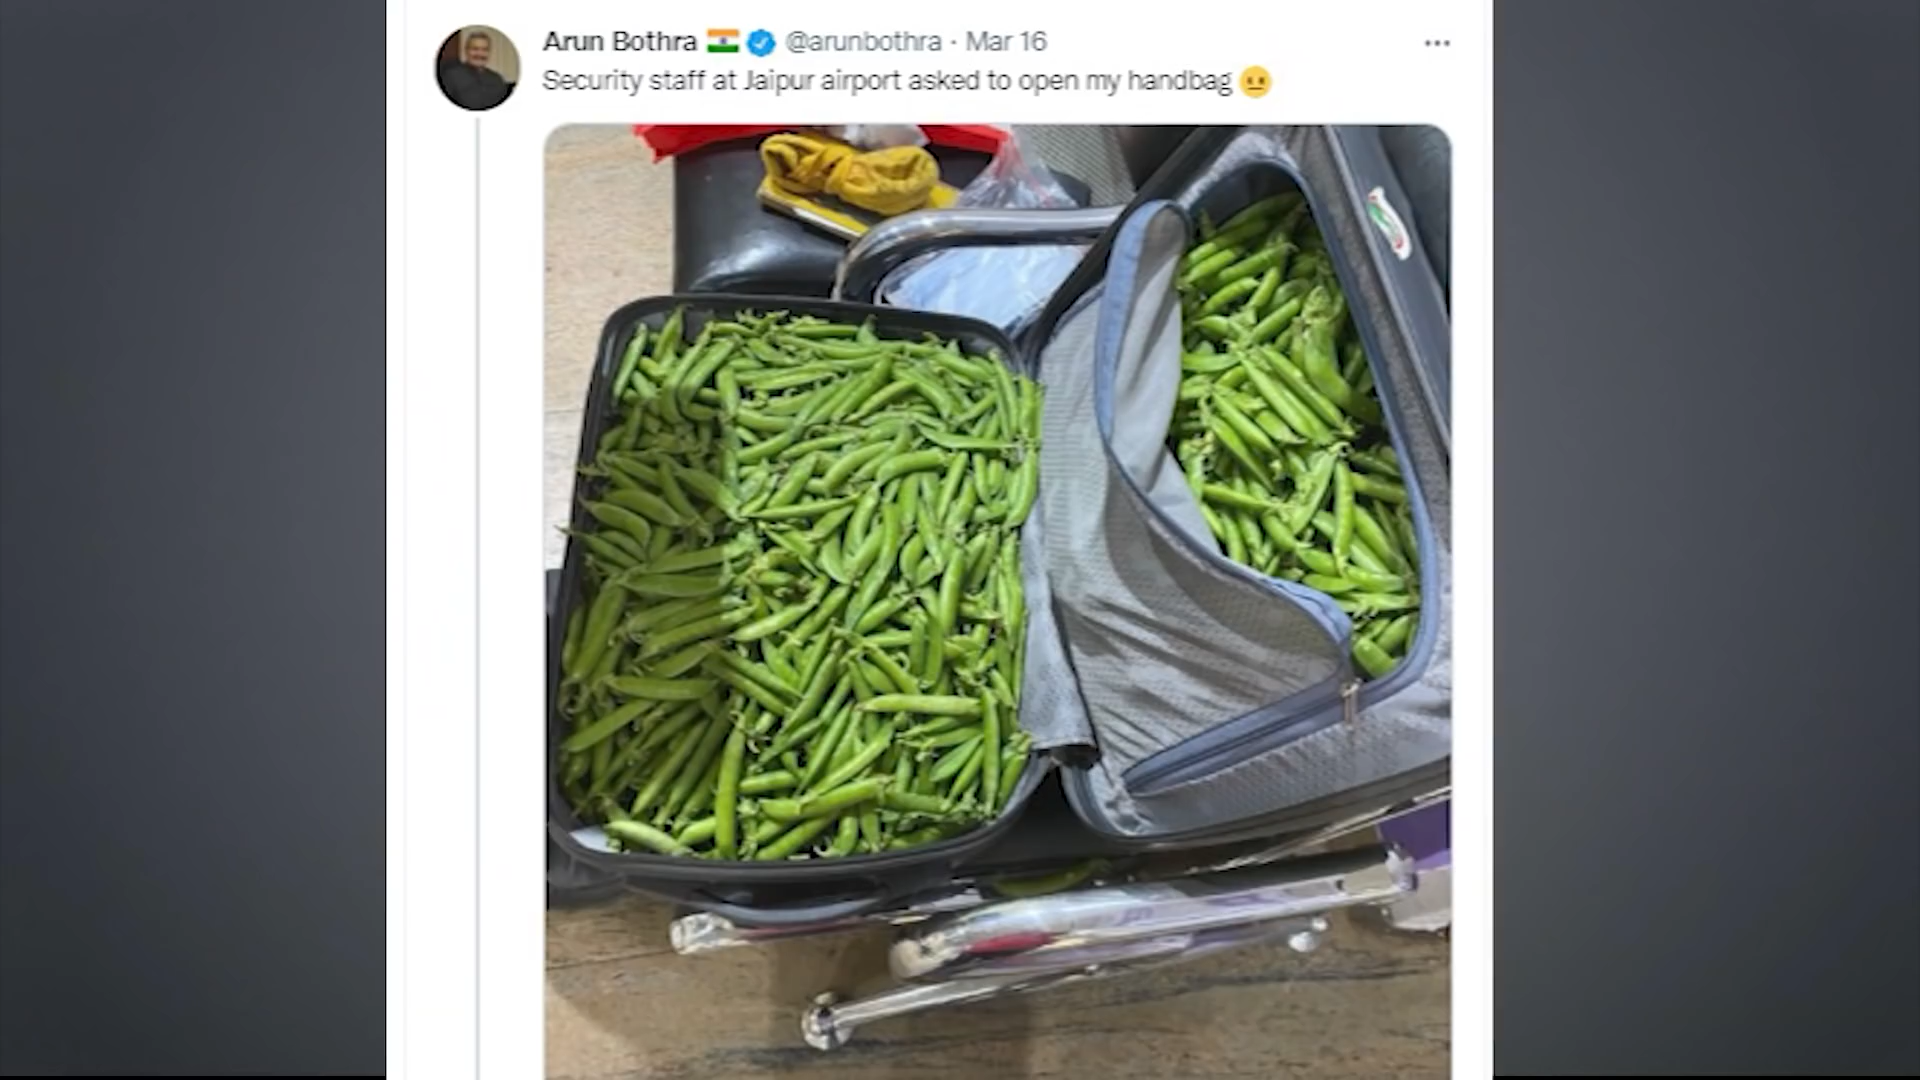 Arun Bothra 🇮🇳 @arunbothra · Mar 16
Security staff at Jaipur airport asked to open my handbag 😐